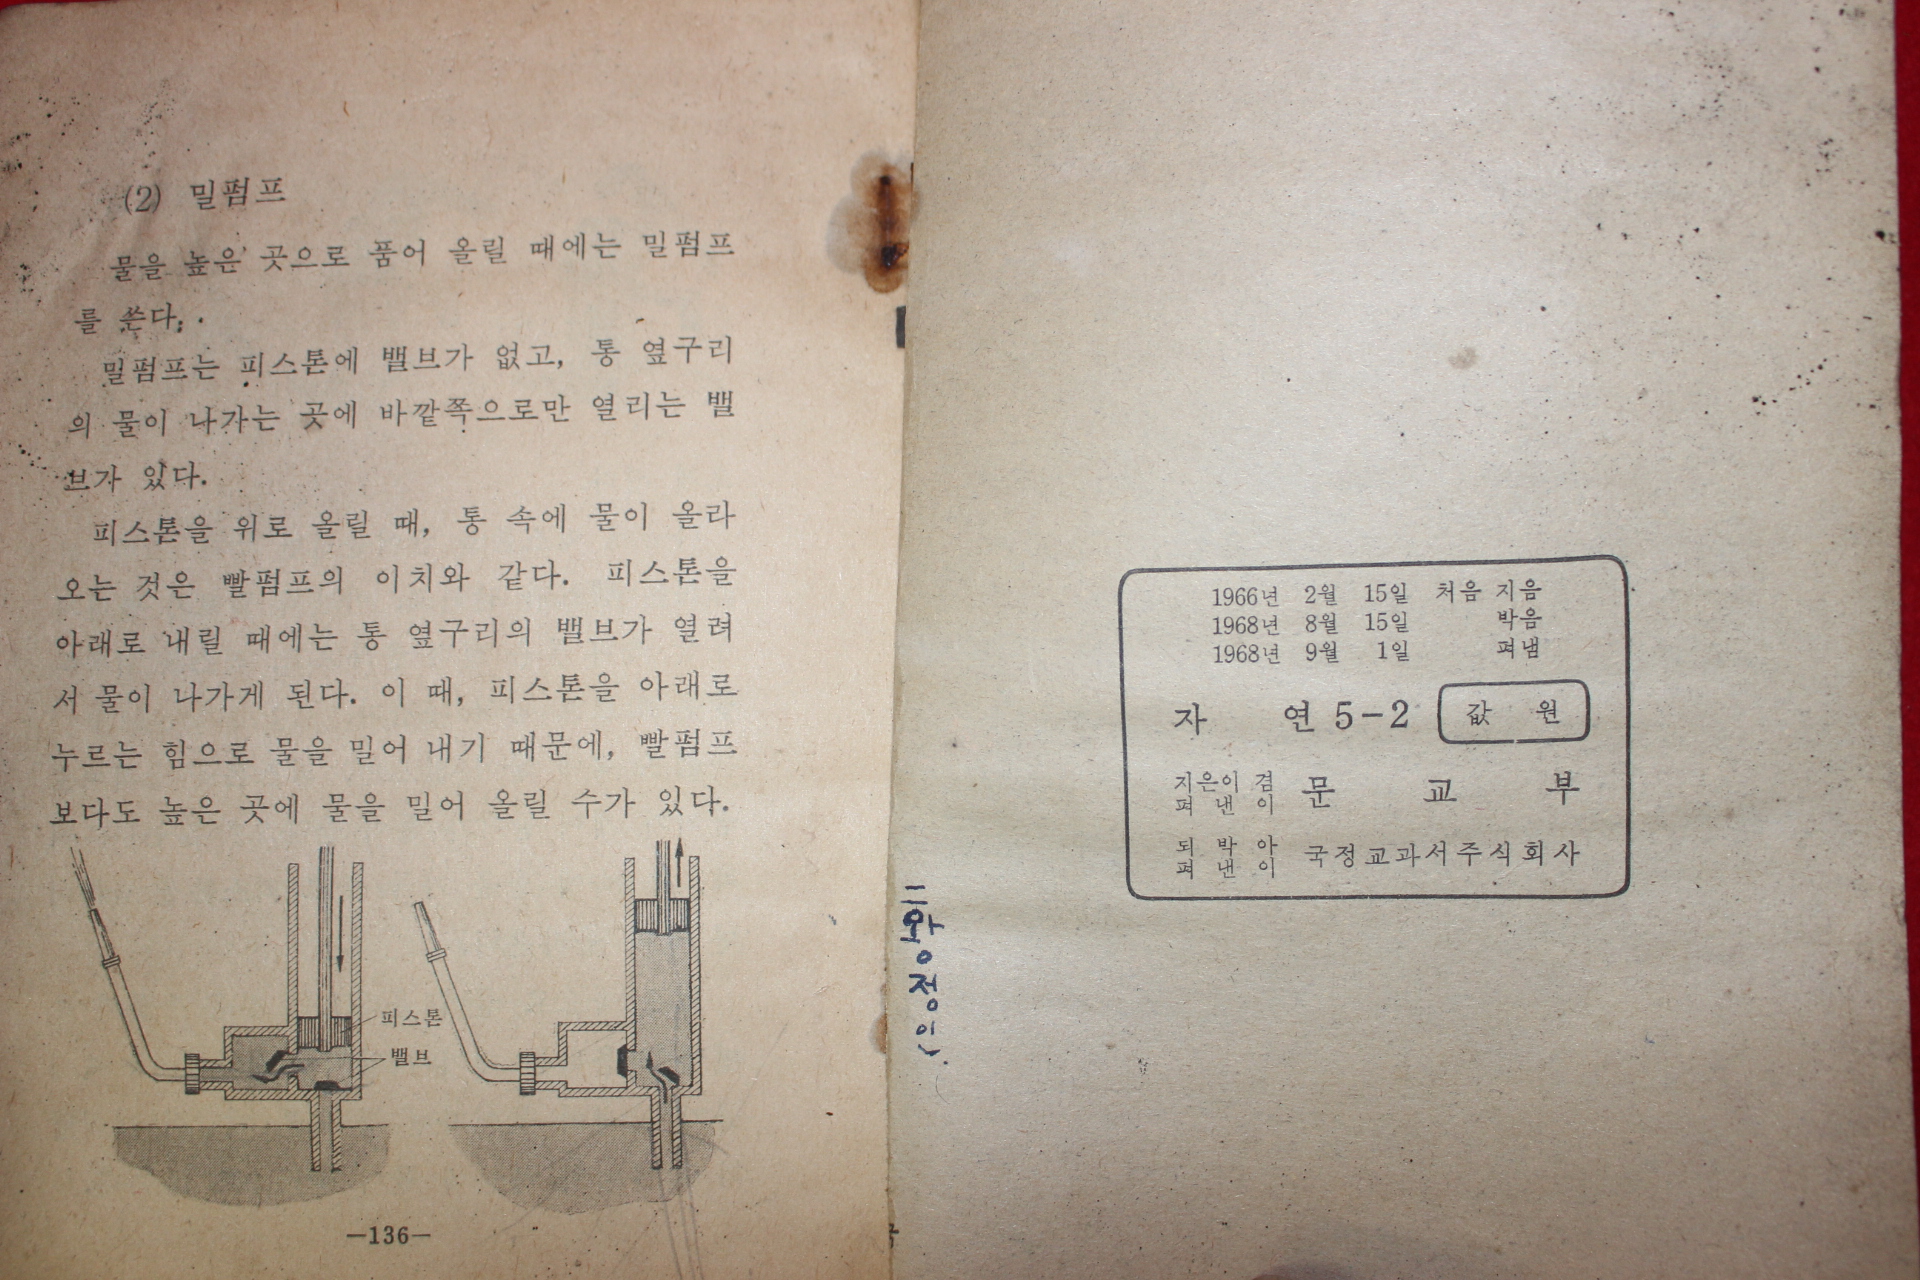 (2) 밀펌프
물을 높은 곳으로 품어 올릴 때에는 밀펌프
를 쓴다.
밀펌프는 피스톤에 밸브가 없고, 통 옆구리
의 물이 나가는 곳에 바깥쪽으로만 열리는 밸
브가 있다.
피스톤을 위로 올릴 때, 통 속에 물이 올라
오는 것은 빨펌프의 이치와 같다. 피스톤을
아래로 내릴 때에는 통 옆구리의 밸브가 열려
서 물이 나가게 된다. 이 때, 피스톤을 아래로
누르는 힘으로 물을 밀어 내기 때문에, 빨펌프
보다도 높은 곳에 물을 밀어 올릴 수가 있다.
피스톤
밸브
—136—
1966년 2월 15일 처음 지음
1968년 8월 15일 박음
1968년 9월 1일 펴냄
자 연 5-2 값 원
지은이 겸
펴 낸 이
문 교 부
되 박 아
펴 낸 이
국정교과서주식회사
왕정인